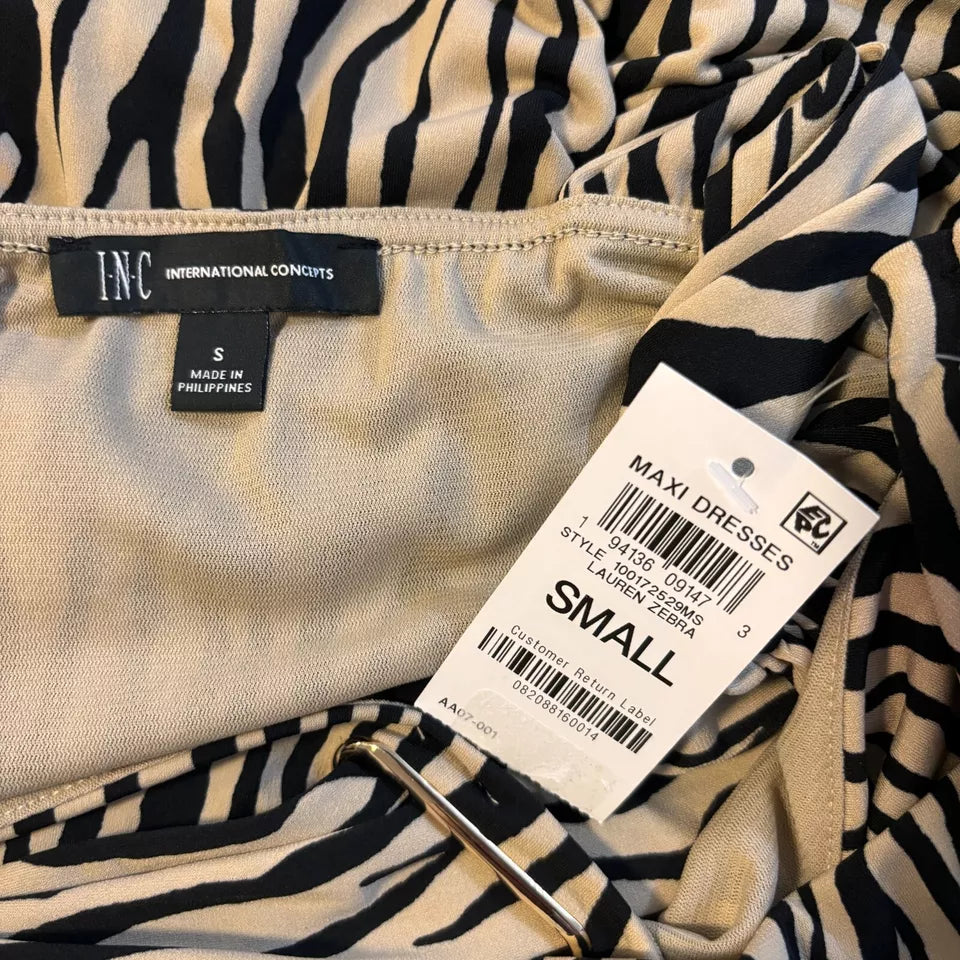 I·N·C INTERNATIONAL CONCEPTS
S
MADE IN
PHILIPPINES
MAXI DRESSES
1 94136 09147 3
STYLE 100172529MS
LAUREN ZEBRA
SMALL
Customer Return Label
082088160014
AA07-001